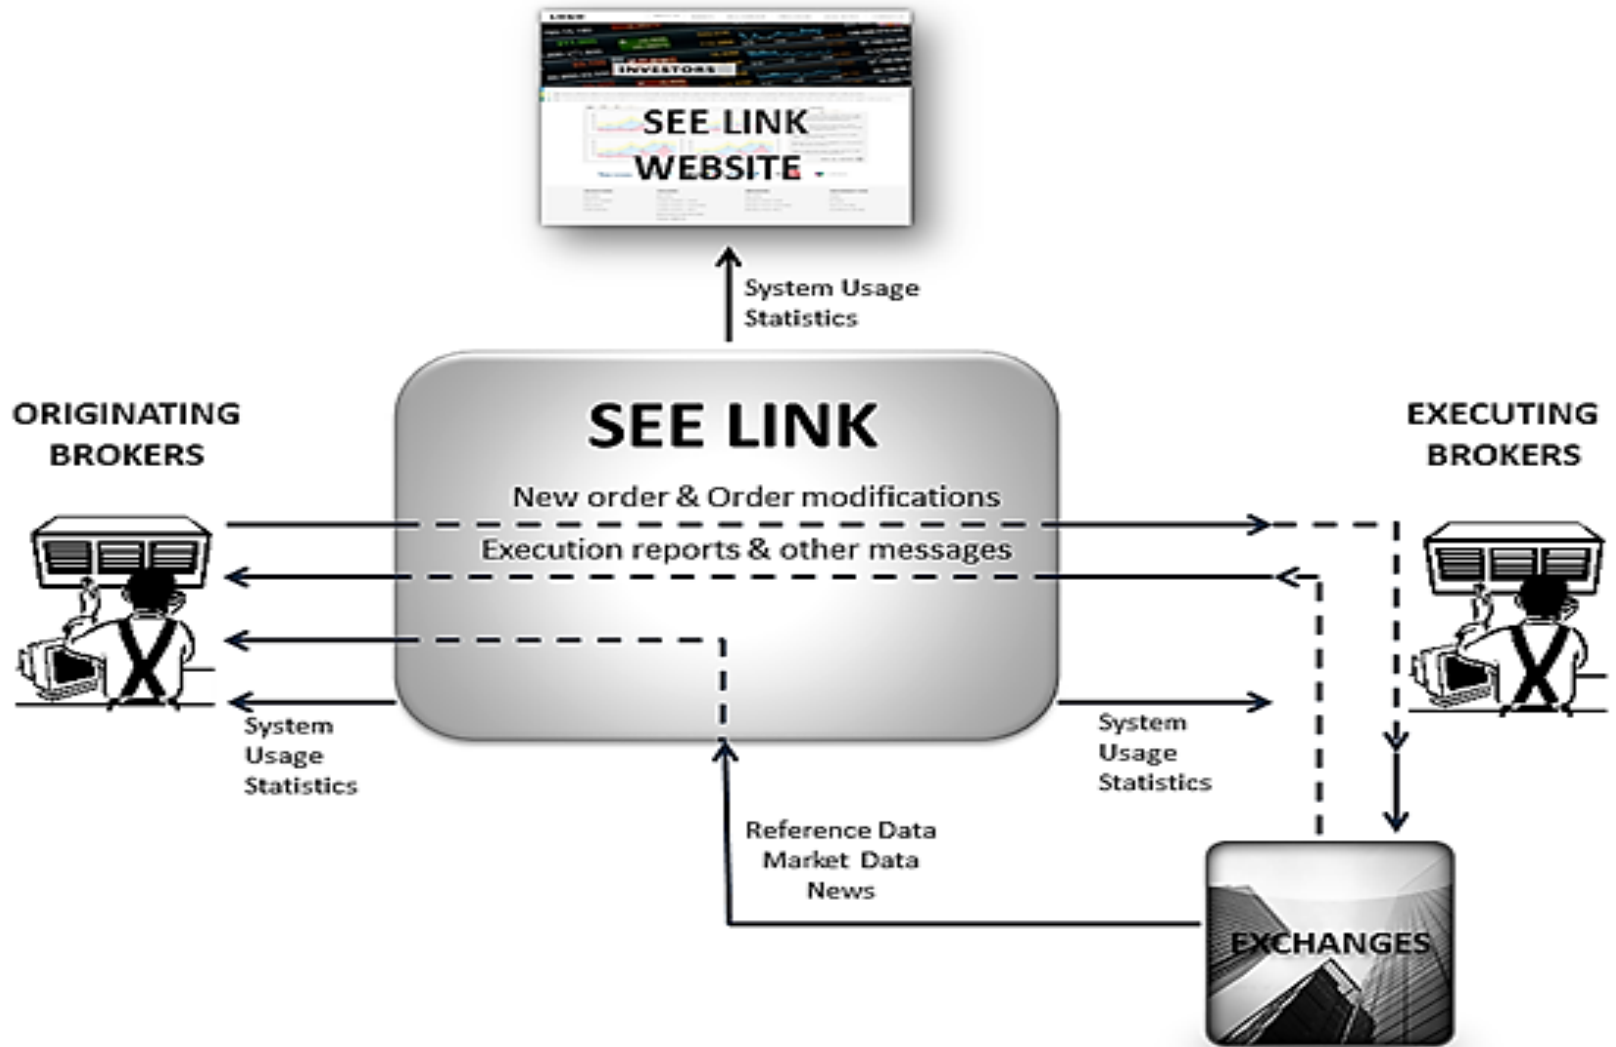 LOGO
INVESTORS
SEE LINK
WEBSITE
System Usage
Statistics
ORIGINATING
BROKERS
SEE LINK
EXECUTING
BROKERS
New order & Order modifications
Execution reports & other messages
System
Usage
Statistics
System
Usage
Statistics
Reference Data
Market Data
News
EXCHANGES